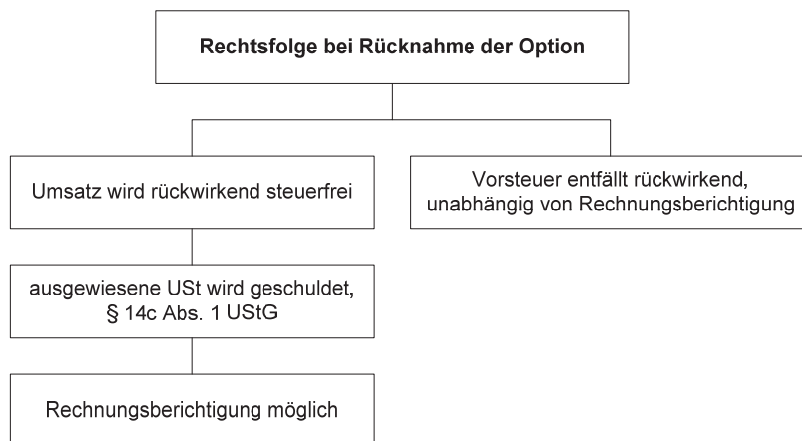 Rechtsfolge bei Rücknahme der Option
Umsatz wird rückwirkend steuerfrei
Vorsteuer entfällt rückwirkend,
unabhängig von Rechnungsberichtigung
ausgewiesene USt wird geschuldet,
§ 14c Abs. 1 UStG
Rechnungsberichtigung möglich